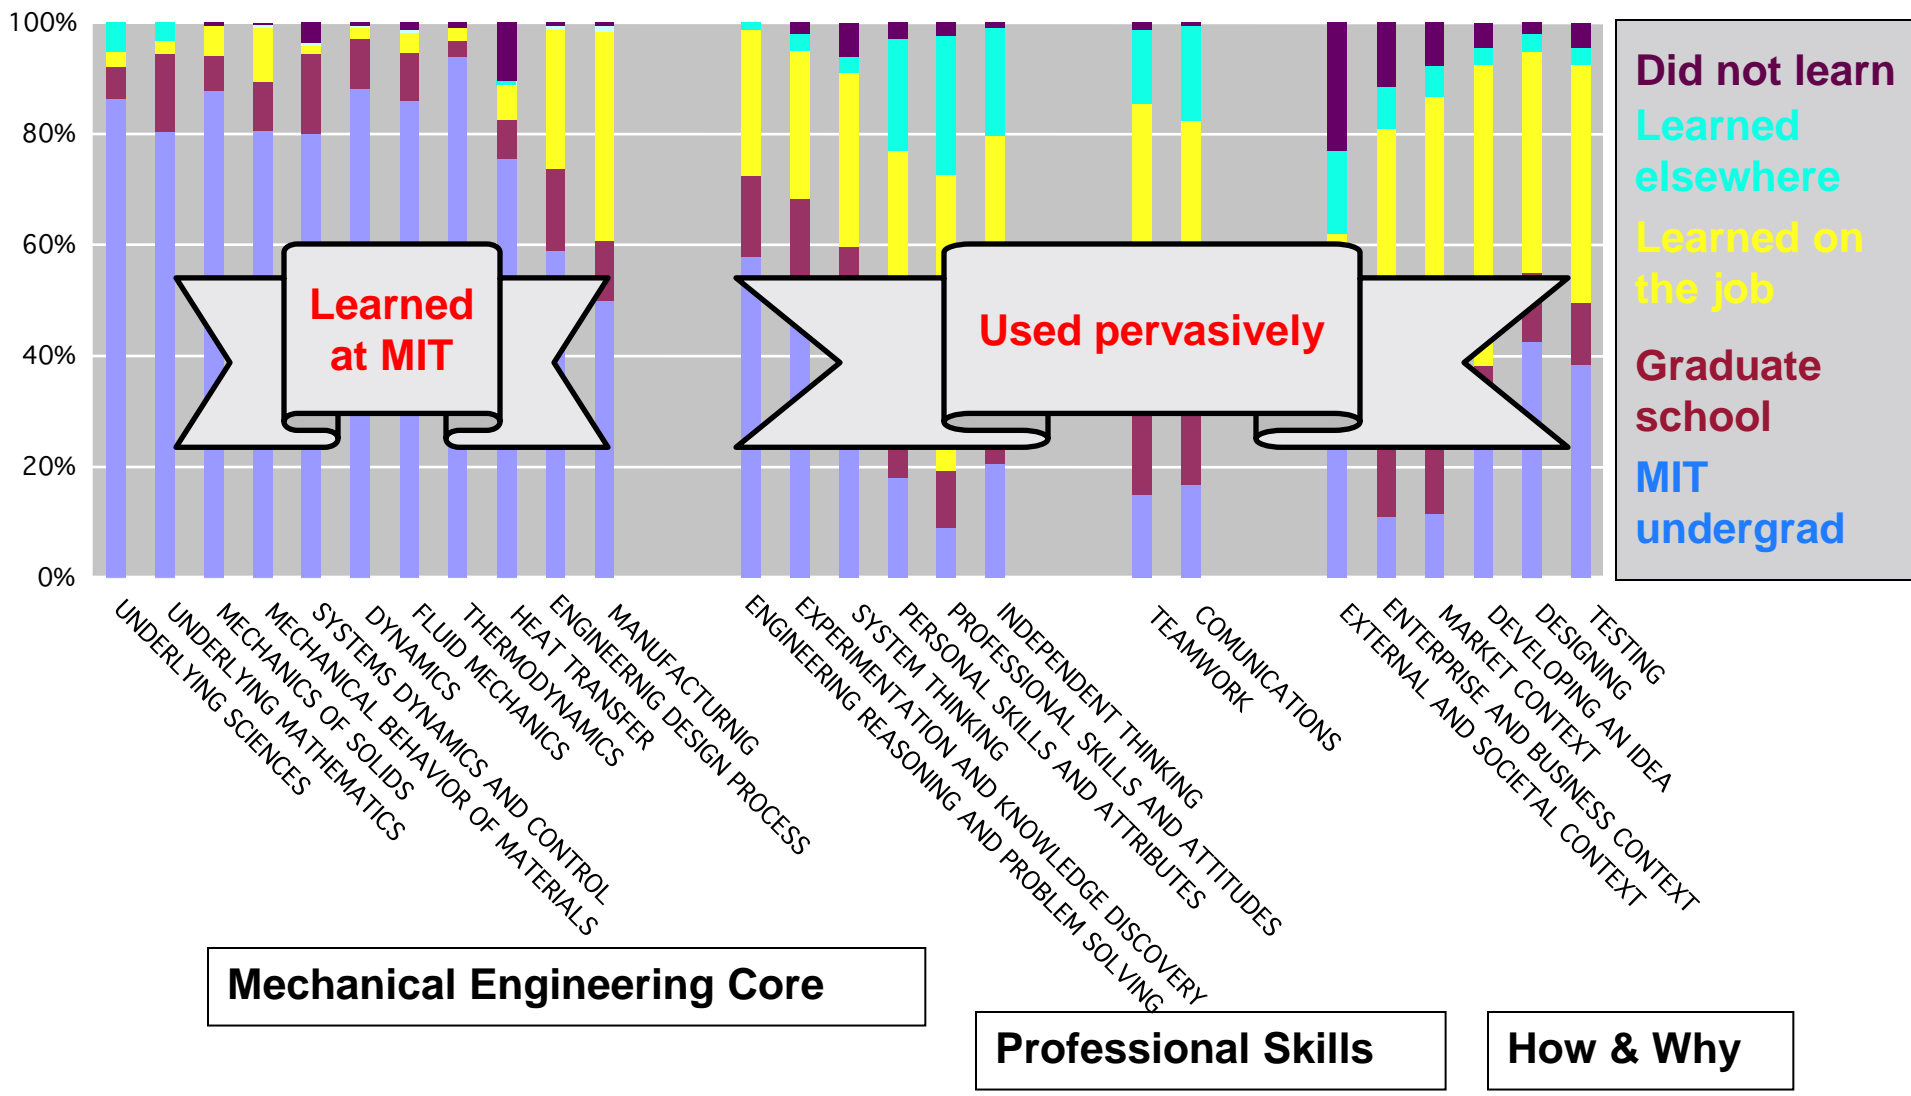 100%
80%
60%
40%
20%
0%
Learned
at MIT
Used pervasively
Did not learn
Learned
elsewhere
Learned on
the job
Graduate
school
MIT
undergrad
UNDERLYING SCIENCES
UNDERLYING MATHEMATICS
MECHANICS OF SOLIDS
MECHANICAL BEHAVIOR OF MATERIALS
SYSTEMS DYNAMICS AND CONTROL
DYNAMICS
FLUID MECHANICS
THERMODYNAMICS
HEAT TRANSFER
ENGINEERNIG DESIGN PROCESS
MANUFACTURNIG
ENGINEERING REASONING AND PROBLEM SOLVING
EXPERIMENTATION AND KNOWLEDGE DISCOVERY
SYSTEM THINKING
PERSONAL SKILLS AND ATTRIBUTES
PROFESSIONAL SKILLS AND ATTITUDES
INDEPENDENT THINKING
TEAMWORK
COMUNICATIONS
EXTERNAL AND SOCIETAL CONTEXT
ENTERPRISE AND BUSINESS CONTEXT
MARKET CONTEXT
DEVELOPING AN IDEA
DESIGNING
TESTING
Mechanical Engineering Core
Professional Skills
How & Why